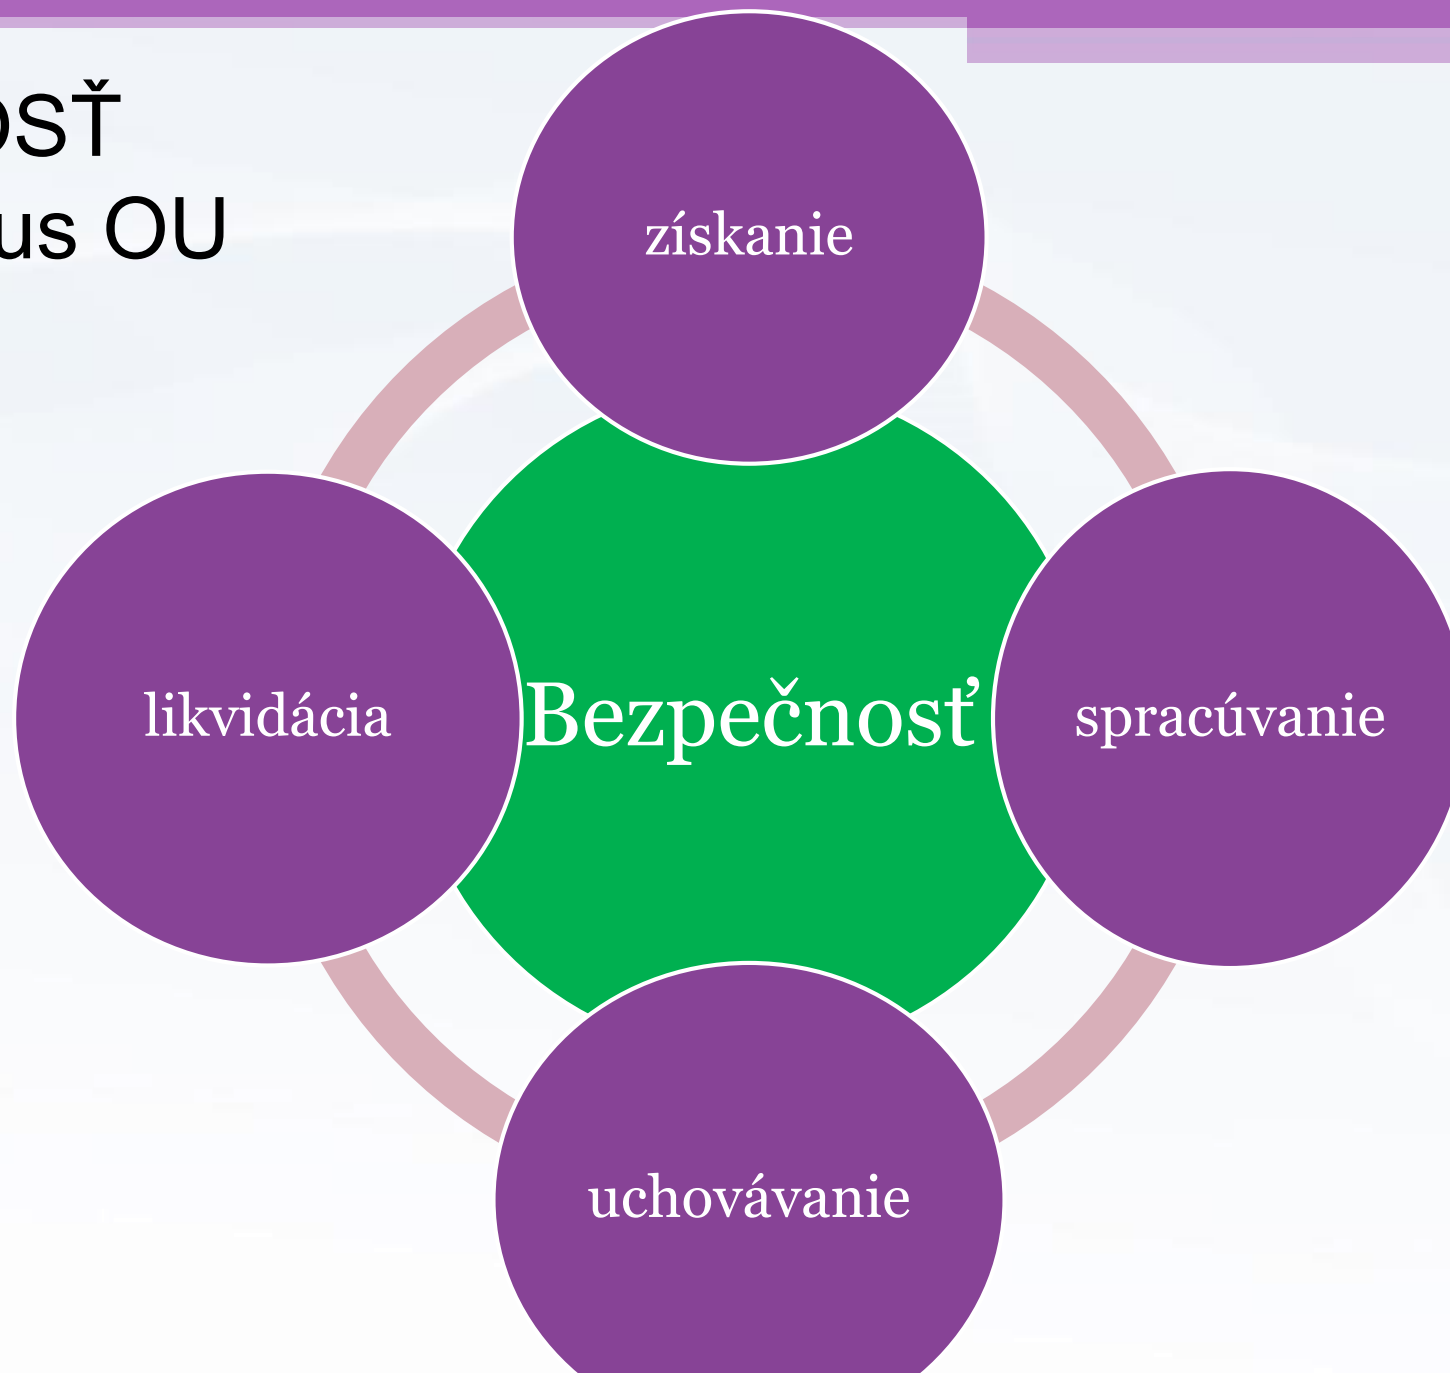 OSŤ
us OU
získanie
likvidácia
Bezpečnosť
spracúvanie
uchovávanie